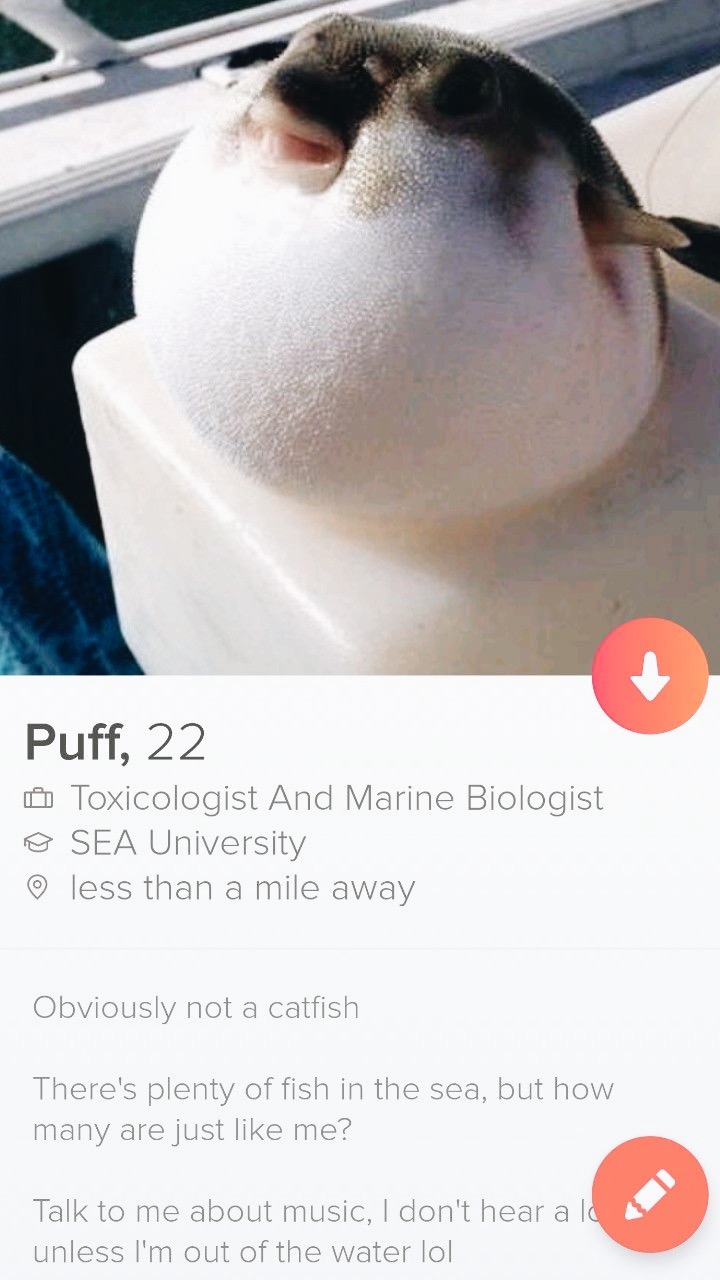 Puff, 22
Toxicologist And Marine Biologist
SEA University
less than a mile away
Obviously not a catfish
There's plenty of fish in the sea, but how
many are just like me?
Talk to me about music, I don't hear a
unless I'm out of the water lol